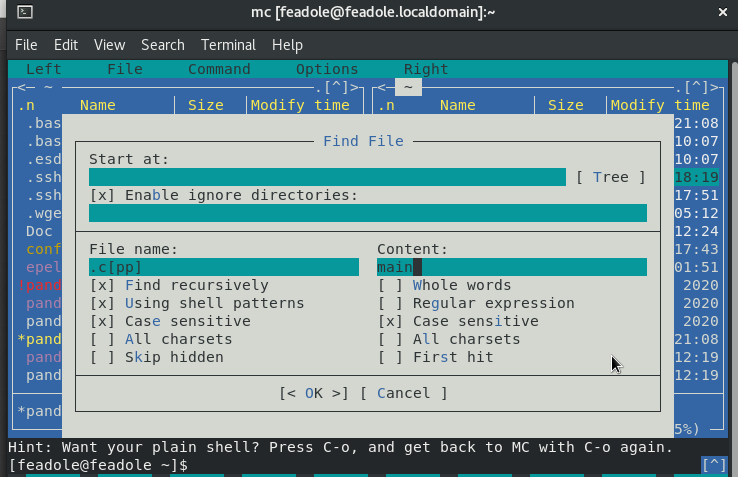 mc [feadole@feadole.localdomain]:~
File Edit View Search Terminal Help
Left File Command Options Right
<─ ~ .[^]> <─ ~ .[^]>
.n Name Size Modify time .n Name Size Modify time
.bas 21:08
.bas 10:07
.esd 10:07
.ssh 18:19
.ssh 17:51
.wge 05:12
Doc 12:24
conf 17:43
epel 01:51
!pand 2020
pand 2020
pand 2020
*pand 21:08
pand 12:19
pand 12:19
*pand
5%)
Find File
Start at:
[ Tree ]
[x] Enable ignore directories:
File name: Content:
.c[pp] main
[x] Find recursively [ ] Whole words
[x] Using shell patterns [ ] Regular expression
[x] Case sensitive [x] Case sensitive
[ ] All charsets [ ] All charsets
[ ] Skip hidden [ ] First hit
[< OK >] [ Cancel ]
Hint: Want your plain shell? Press C-o, and get back to MC with C-o again.
[feadole@feadole ~]$ [^]